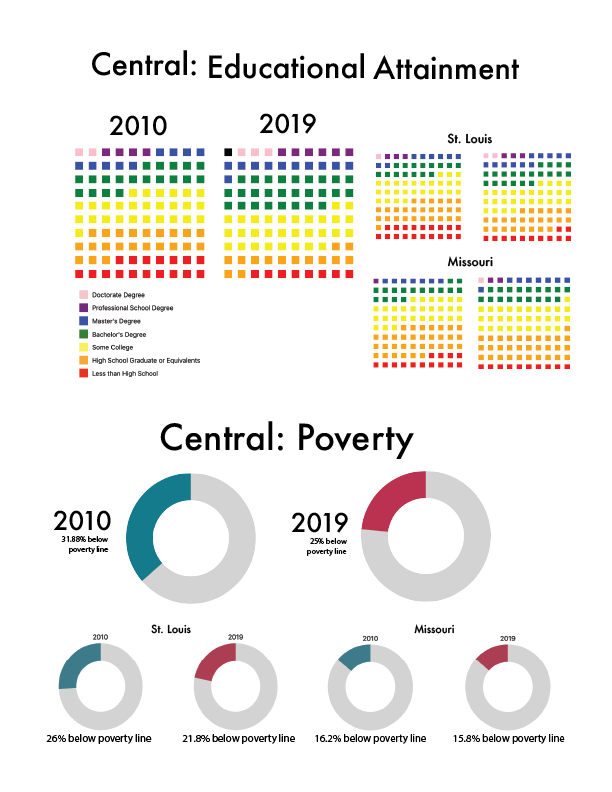 Central: Educational Attainment
2010
2019
St. Louis
Missouri
Doctorate Degree
Professional School Degree
Master's Degree
Bachelor's Degree
Some College
High School Graduate or Equivalents
Less than High School
Central: Poverty
2010
31.88% below
poverty line
2019
25% below
poverty line
St. Louis
Missouri
2010
2019
2010
2019
26% below poverty line
21.8% below poverty line
16.2% below poverty line
15.8% below poverty line